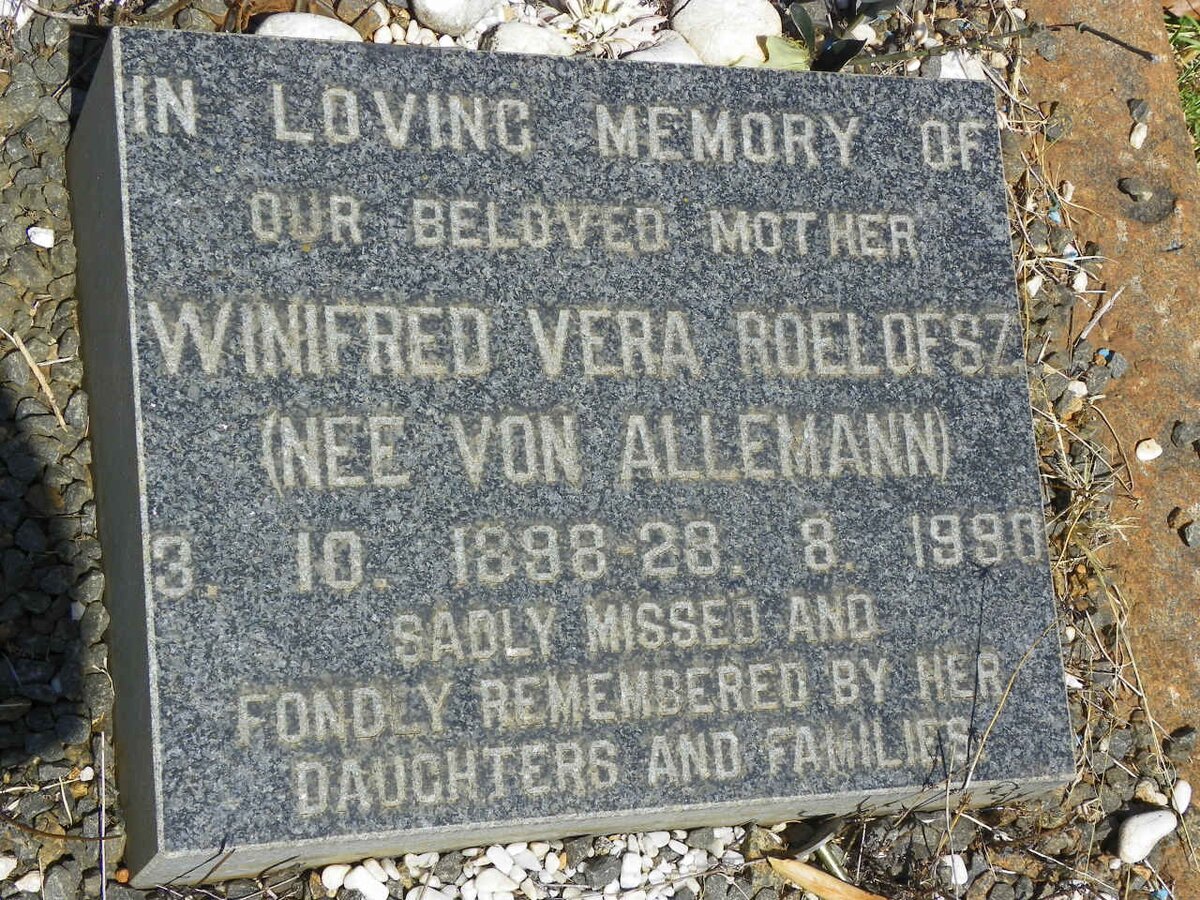 IN LOVING MEMORY OF
OUR BELOVED MOTHER
WINIFRED VERA ROELOFSZ
(NEE VON ALLEMANN)
3. 10. 1898-28. 8. 1990
SADLY MISSED AND
FONDLY REMEMBERED BY HER
DAUGHTERS AND FAMILIES